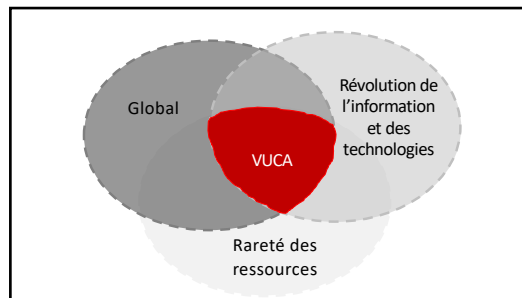 Global
Révolution de
l'information
et des
technologies
VUCA
Rareté des
ressources